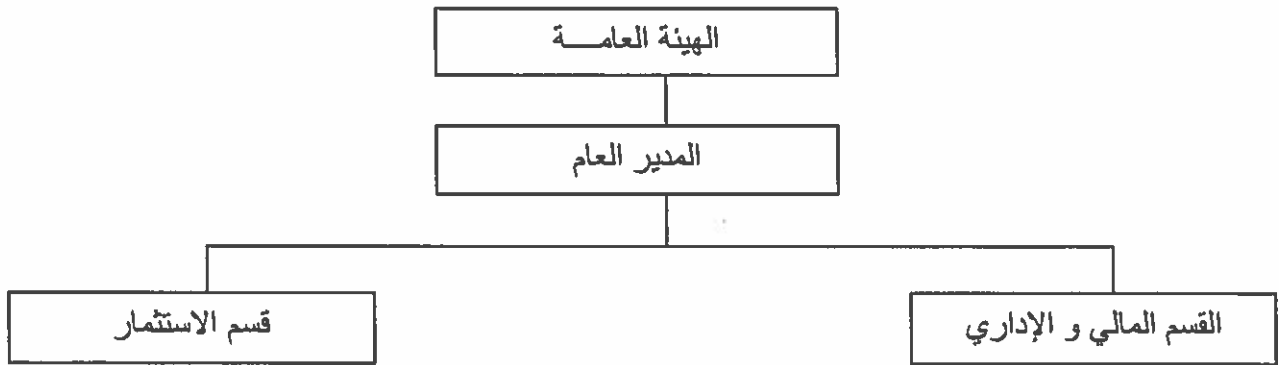 الهيئة العامـــة
المدير العام
القسم المالي و الإداري
قسم الاستثمار